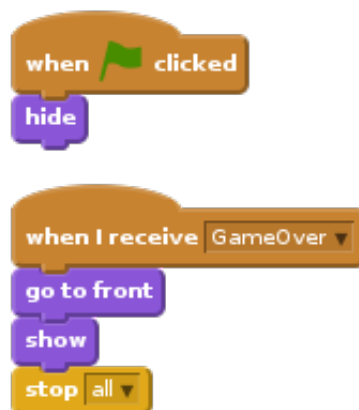 when clicked
hide
when I receive GameOver
go to front
show
stop all